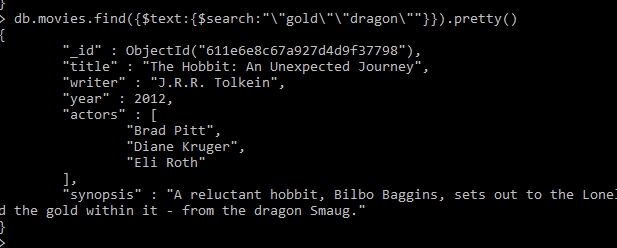 }
> db.movies.find({$text:{$search:"\"gold\"\"dragon\""}}).pretty()
{
        "_id" : ObjectId("611e6e8c67a927d4d9f37798"),
        "title" : "The Hobbit: An Unexpected Journey",
        "writer" : "J.R.R. Tolkein",
        "year" : 2012,
        "actors" : [
                "Brad Pitt",
                "Diane Kruger",
                "Eli Roth"
        ],
        "synopsis" : "A reluctant hobbit, Bilbo Baggins, sets out to the Lonel
d the gold within it - from the dragon Smaug."
}
>